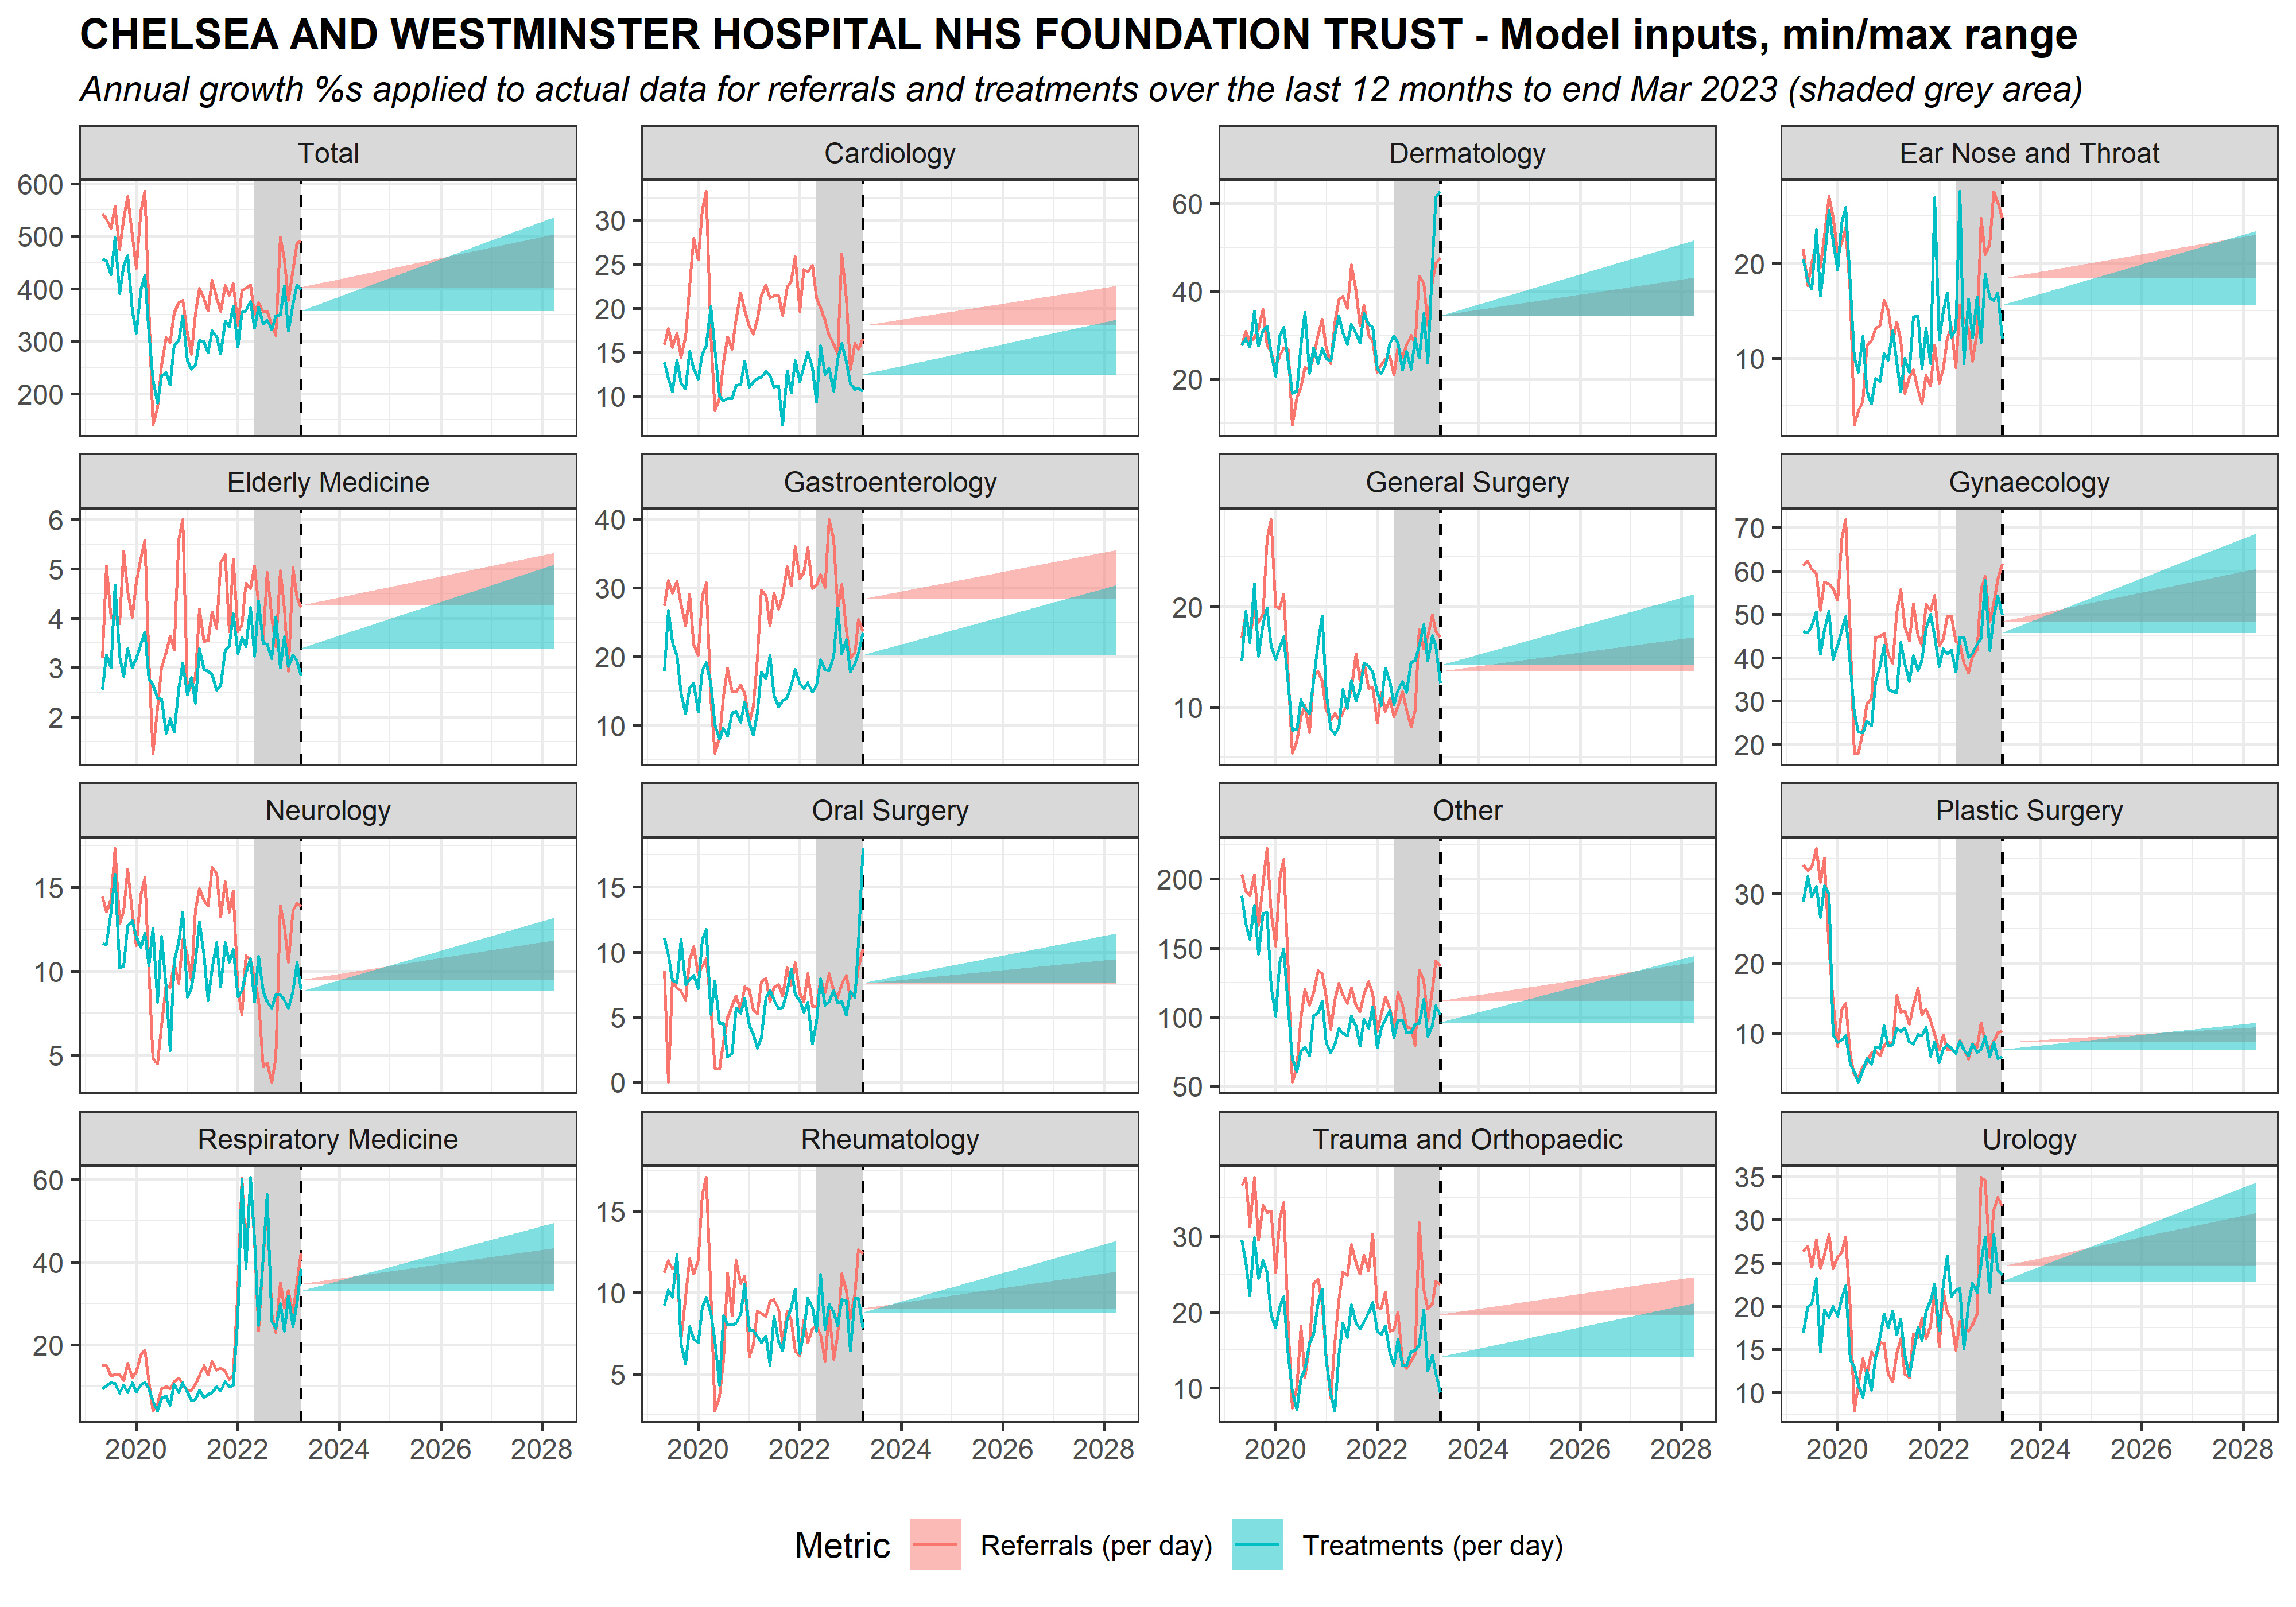 CHELSEA AND WESTMINSTER HOSPITAL NHS FOUNDATION TRUST - Model inputs, min/max range
Annual growth %s applied to actual data for referrals and treatments over the last 12 months to end Mar 2023 (shaded grey area)
Total
Cardiology
Dermatology
Ear Nose and Throat
600
500
400
300
200
30
25
20
15
10
60
40
20
20
10
Elderly Medicine
Gastroenterology
General Surgery
Gynaecology
6
5
4
3
2
40
30
20
10
20
10
70
60
50
40
30
20
Neurology
Oral Surgery
Other
Plastic Surgery
15
10
5
15
10
5
0
200
150
100
50
30
20
10
Respiratory Medicine
Rheumatology
Trauma and Orthopaedic
Urology
60
40
20
15
10
5
30
20
10
35
30
25
20
15
10
2020 2022 2024 2026 2028
2020 2022 2024 2026 2028
2020 2022 2024 2026 2028
2020 2022 2024 2026 2028
Metric Referrals (per day) Treatments (per day)